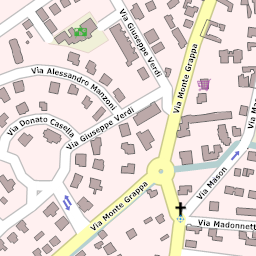 Via Giuseppe Verdi
Via Monte Grappa
Via Alessandro Manzoni
Via Donato Casella
Via Giuseppe Verdi
Via Monte Grappa
Via Mason
Via Madonnett